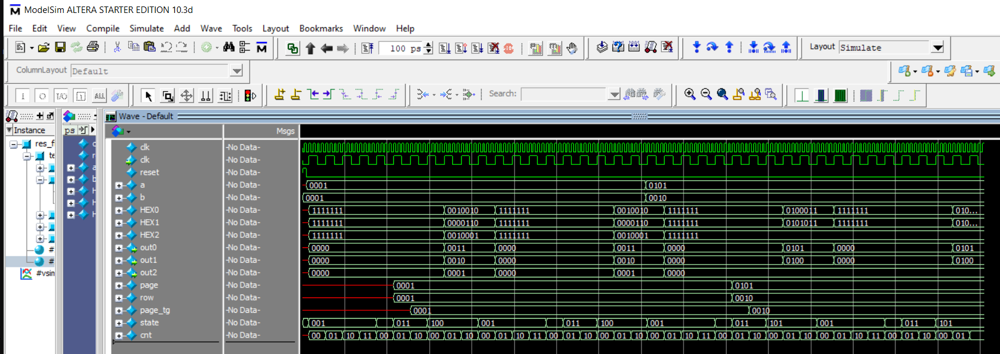 ModelSim ALTERA STARTER EDITION 10.3d
File Edit View Compile Simulate Add Wave Tools Layout Bookmarks Window Help
100 ps Layout Simulate
ColumnLayout Default
I/O ALL Search:
Wave - Default
Instance ps Msgs
res_f clk -No Data-
te clk -No Data-
reset -No Data-
a -No Data- 0001 0101
b -No Data- 0001 0010
HEX0 -No Data- 1111111 0010010 1111111 0010010 1111111 0100011 1111111 010...
HEX1 -No Data- 1111111 0000110 1111111 0000110 1111111 0101011 1111111 010...
HEX2 -No Data- 1111111 0010001 1111111 0010001 1111111
out0 -No Data- 0000 0011 0000 0011 0000 0101 0000 0101
out1 -No Data- 0000 0010 0000 0010 0000 0100 0000 0100
out2 -No Data- 0000 0001 0000 0001 0000
#vsim page -No Data- 0001 0101
row -No Data- 0001 0010
page_tg -No Data- 0001 0010
state -No Data- 001 011 100 001 011 100 001 011 101 001 011 101
cnt -No Data- 00 01 10 11 00 01 10 00 01 10 00 01 10 11 00 01 10 00 01 10 00 01 10 11 00 01 10 00 01 10 00 01 10 11 00 01 10 00 01